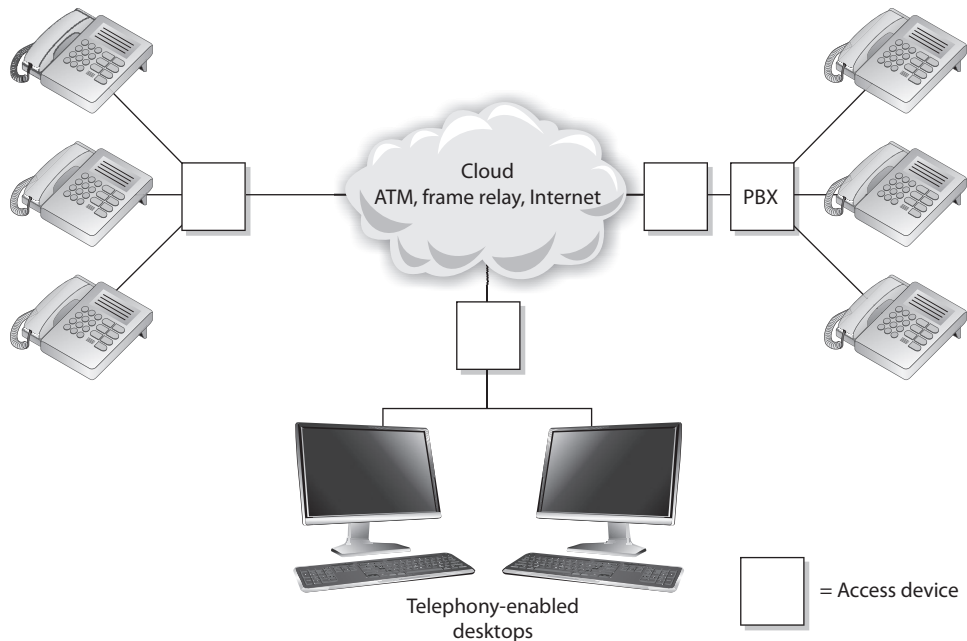 Cloud
ATM, frame relay, Internet
PBX
Telephony-enabled
desktops
= Access device